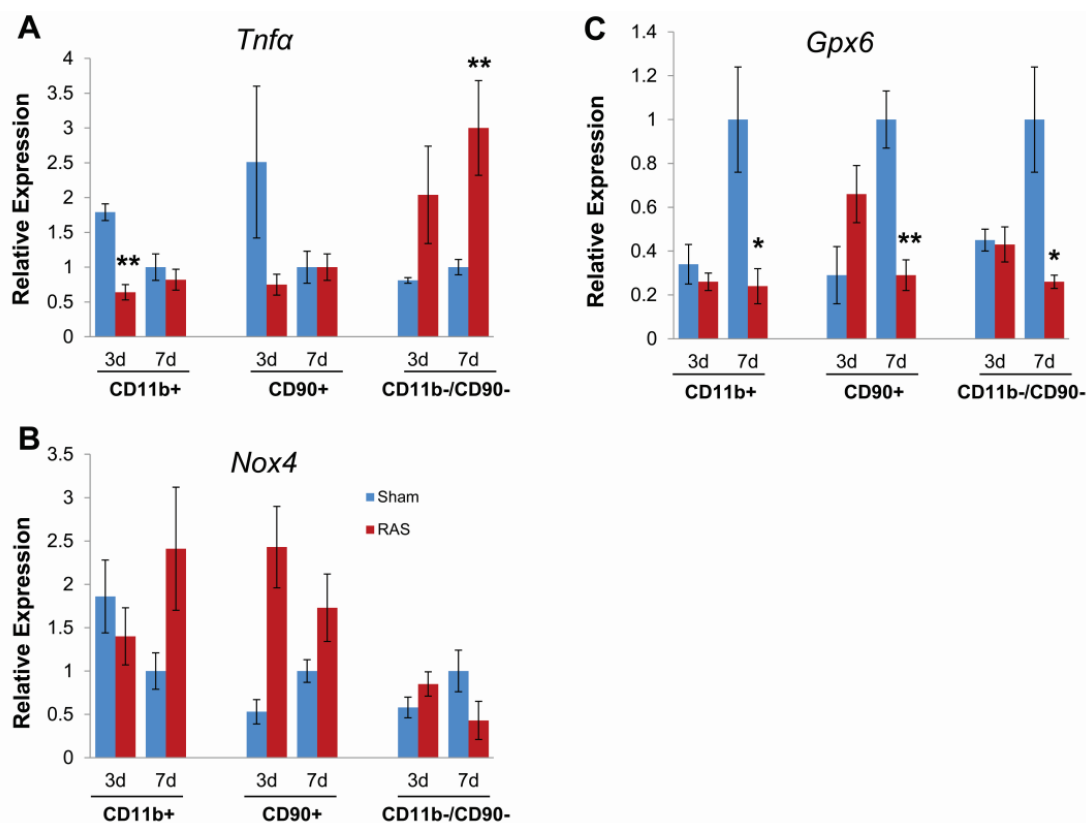 A
Tnfα
Relative Expression
4
3.5
3
2.5
2
1.5
1
0.5
0
**
**
3d 7d 3d 7d 3d 7d
CD11b+ CD90+ CD11b-/CD90-
C
Gpx6
Relative Expression
1.4
1.2
1
0.8
0.6
0.4
0.2
0
*
**
*
3d 7d 3d 7d 3d 7d
CD11b+ CD90+ CD11b-/CD90-
B
Nox4
Relative Expression
3.5
3
2.5
2
1.5
1
0.5
0
Sham
RAS
3d 7d 3d 7d 3d 7d
CD11b+ CD90+ CD11b-/CD90-